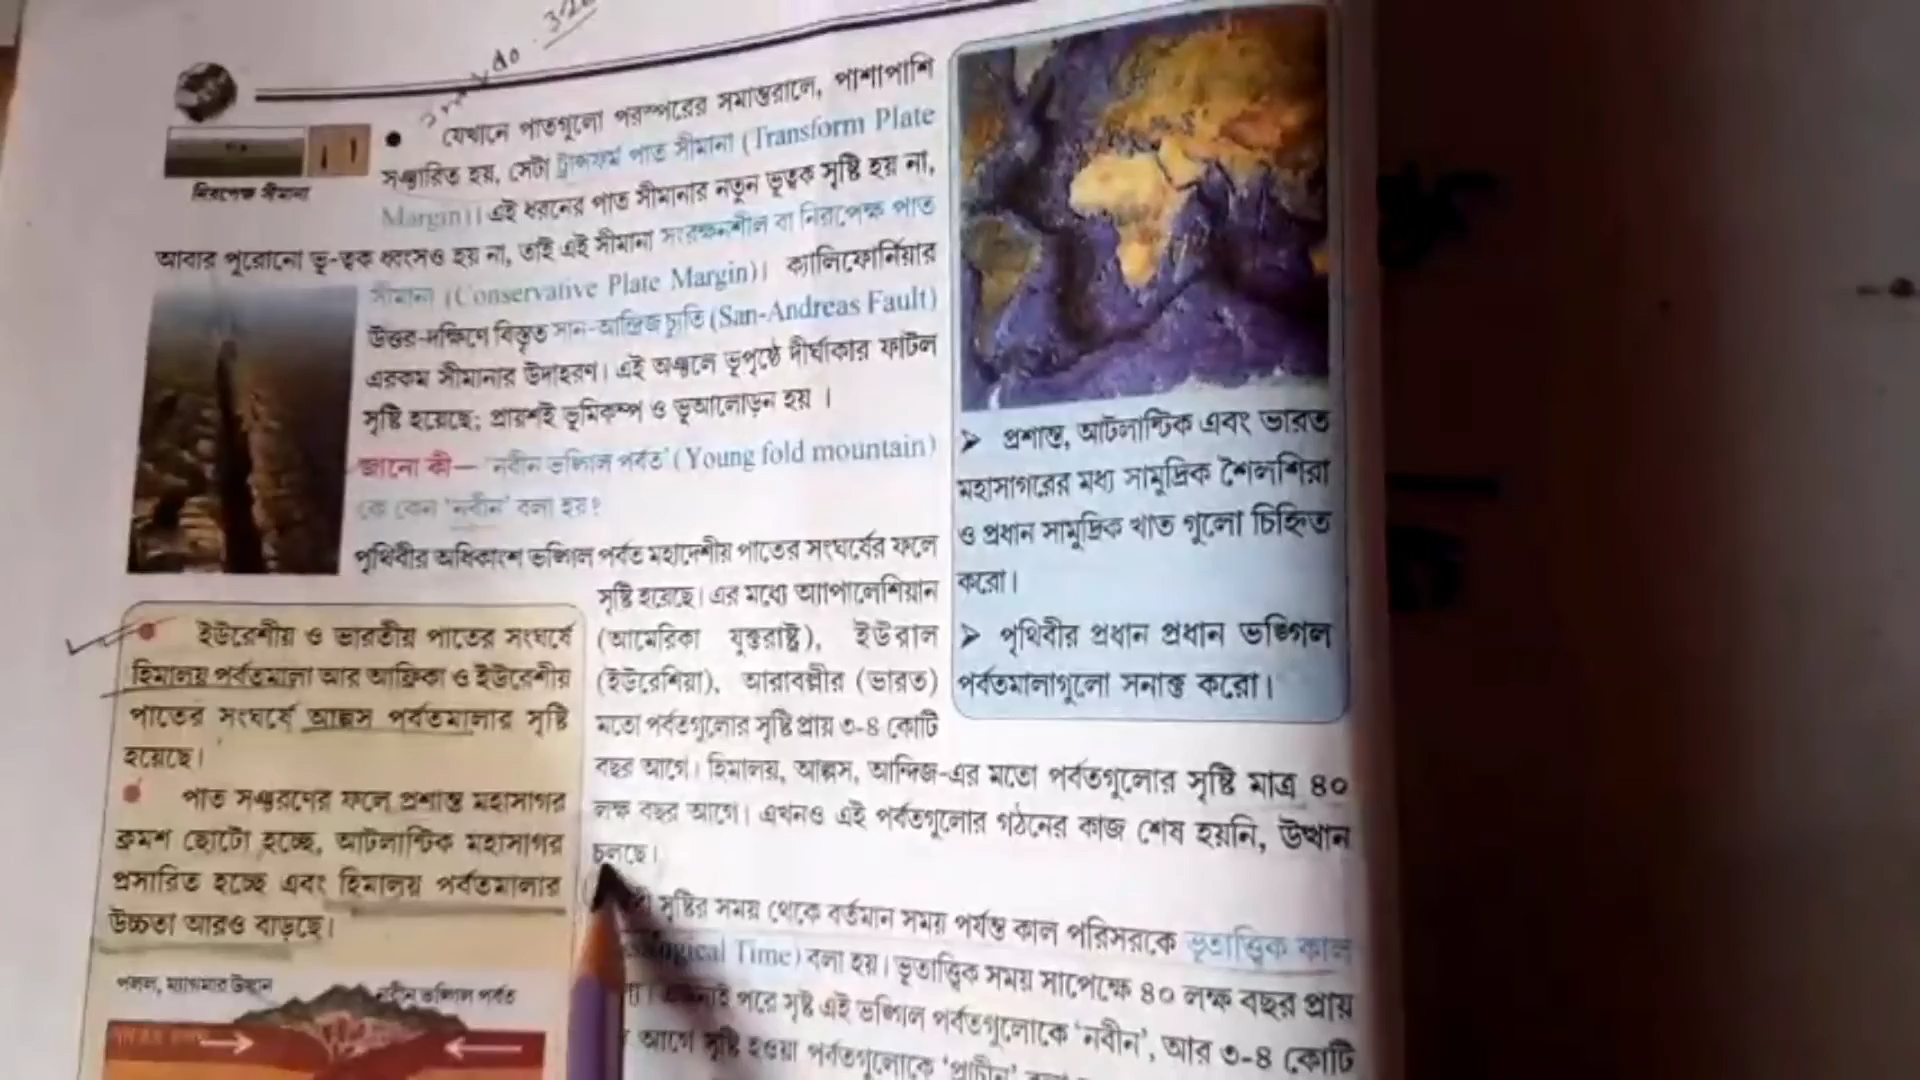 নিরপেক্ষ সীমানা
● যেখানে পাতগুলো পরস্পরের সমান্তরালে, পাশাপাশি
সঞ্চারিত হয়, সেটা ট্রান্সফর্ম পাত সীমানা (Transform Plate
Margin)। এই ধরনের পাত সীমানার নতুন ভূত্বক সৃষ্টি হয় না,
আবার পুরোনো ভূ-ত্বক ধ্বংসও হয় না, তাই এই সীমানা সংরক্ষনশীল বা নিরপেক্ষ পাত
সীমানা (Conservative Plate Margin)। ক্যালিফোর্নিয়ার
উত্তর-দক্ষিণে বিস্তৃত সান-আন্দ্রিজ চ্যুতি (San-Andreas Fault)
এরকম সীমানার উদাহরণ। এই অঞ্চলে ভূপৃষ্ঠে দীর্ঘাকার ফাটল
সৃষ্টি হয়েছে; প্রায়শই ভূমিকম্প ও ভূআলোড়ন হয় ।
জানো কী— 'নবীন ভঙ্গিল পর্বত' (Young fold mountain)
কে কেন 'নবীন' বলা হয়?
পৃথিবীর অধিকাংশ ভঙ্গিল পর্বত মহাদেশীয় পাতের সংঘর্ষের ফলে
সৃষ্টি হয়েছে। এর মধ্যে অ্যাপালেশিয়ান
(আমেরিকা যুক্তরাষ্ট্র), ইউরাল
(ইউরেশিয়া), আরাবল্লীর (ভারত)
মতো পর্বতগুলোর সৃষ্টি প্রায় ৩-৪ কোটি
বছর আগে। হিমালয়, আল্পস, আন্দিজ-এর মতো পর্বতগুলোর সৃষ্টি মাত্র ৪০
লক্ষ বছর আগে। এখনও এই পর্বতগুলোর গঠনের কাজ শেষ হয়নি, উত্থান
চলছে।
সৃষ্টির সময় থেকে বর্তমান সময় পর্যন্ত কাল পরিসরকে ভূতাত্ত্বিক কাল
Time) বলা হয়। ভূতাত্ত্বিক সময় সাপেক্ষে ৪০ লক্ষ বছর প্রায়
পরে সৃষ্ট এই ভঙ্গিল পর্বতগুলোকে 'নবীন', আর ৩-৪ কোটি
আগে সৃষ্টি হওয়া পর্বতগুলোকে 'প্রাচীন'
➢ প্রশান্ত, আটলান্টিক এবং ভারত
মহাসাগরের মধ্য সামুদ্রিক শৈলশিরা
ও প্রধান সামুদ্রিক খাত গুলো চিহ্নিত
করো।
➢ পৃথিবীর প্রধান প্রধান ভঙ্গিল
পর্বতমালাগুলো সনাক্ত করো।
● ইউরেশীয় ও ভারতীয় পাতের সংঘর্ষে
হিমালয় পর্বতমালা আর আফ্রিকা ও ইউরেশীয়
পাতের সংঘর্ষে আল্পস পর্বতমালার সৃষ্টি
হয়েছে।
● পাত সঞ্চরণের ফলে প্রশান্ত মহাসাগর
ক্রমশ ছোটো হচ্ছে, আটলান্টিক মহাসাগর
প্রসারিত হচ্ছে এবং হিমালয় পর্বতমালার
উচ্চতা আরও বাড়ছে।
পলল, ম্যাগমার উত্থান
নবীন ভঙ্গিল পর্বত